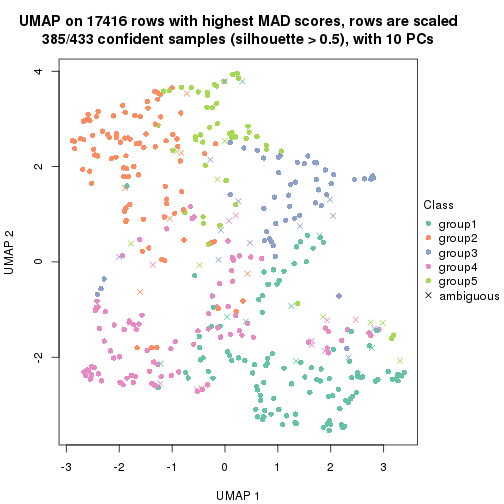 UMAP on 17416 rows with highest MAD scores, rows are scaled
385/433 confident samples (silhouette > 0.5), with 10 PCs
4
2
0
-2
UMAP 2
-3
-2
-1
0
1
2
3
UMAP 1
Class
group1
group2
group3
group4
group5
ambiguous